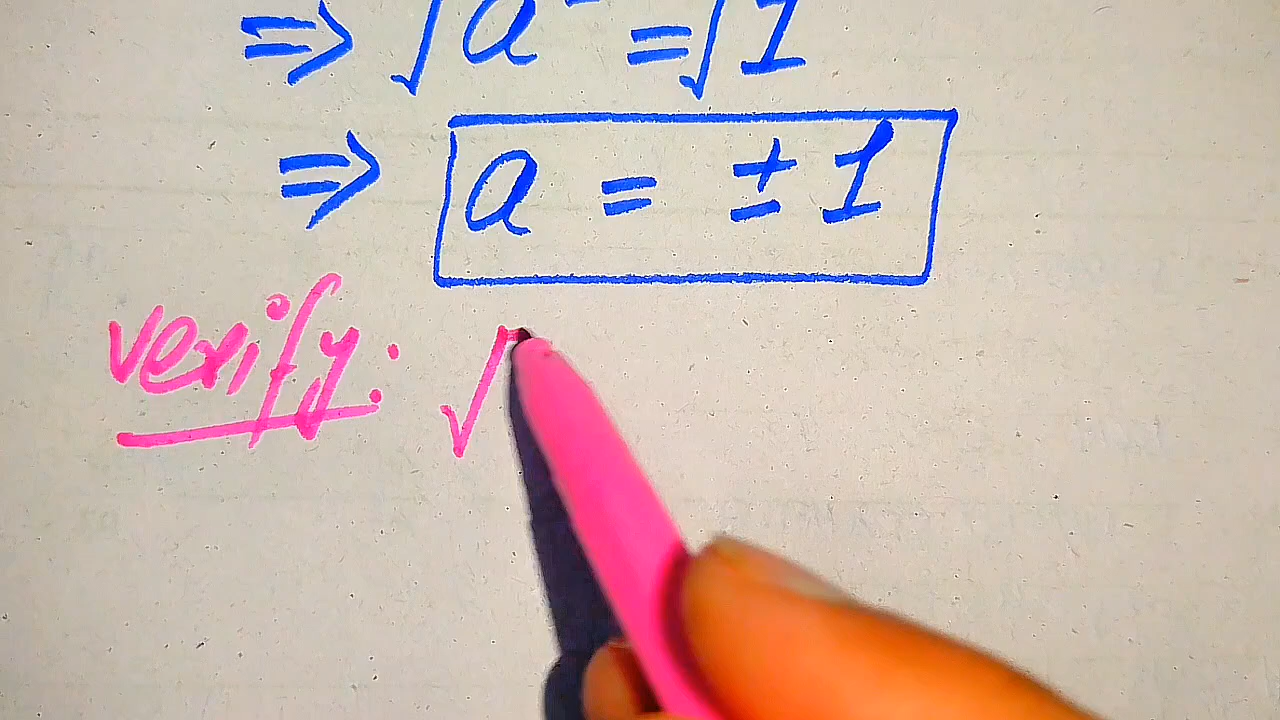 ⇒ √a² = √1
⇒ a = ± 1
verify: √